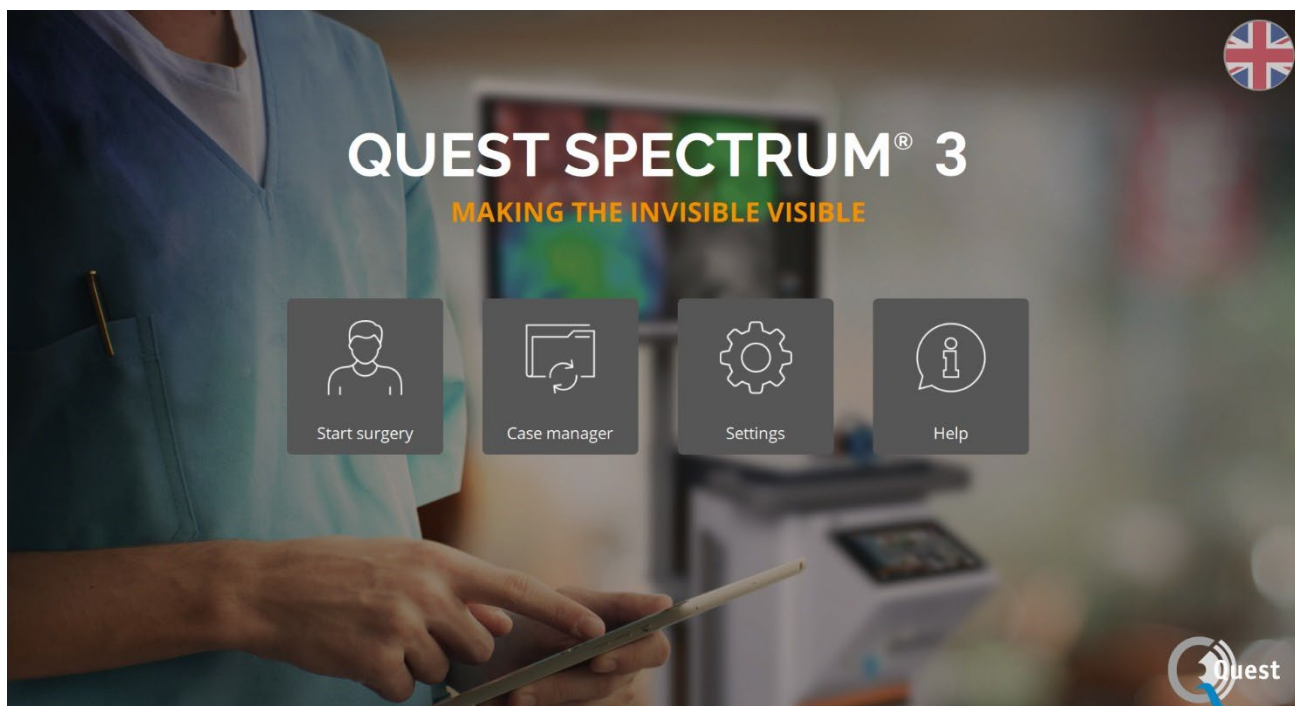 QUEST SPECTRUM® 3
MAKING THE INVISIBLE VISIBLE
Start surgery
Case manager
Settings
Help
Quest